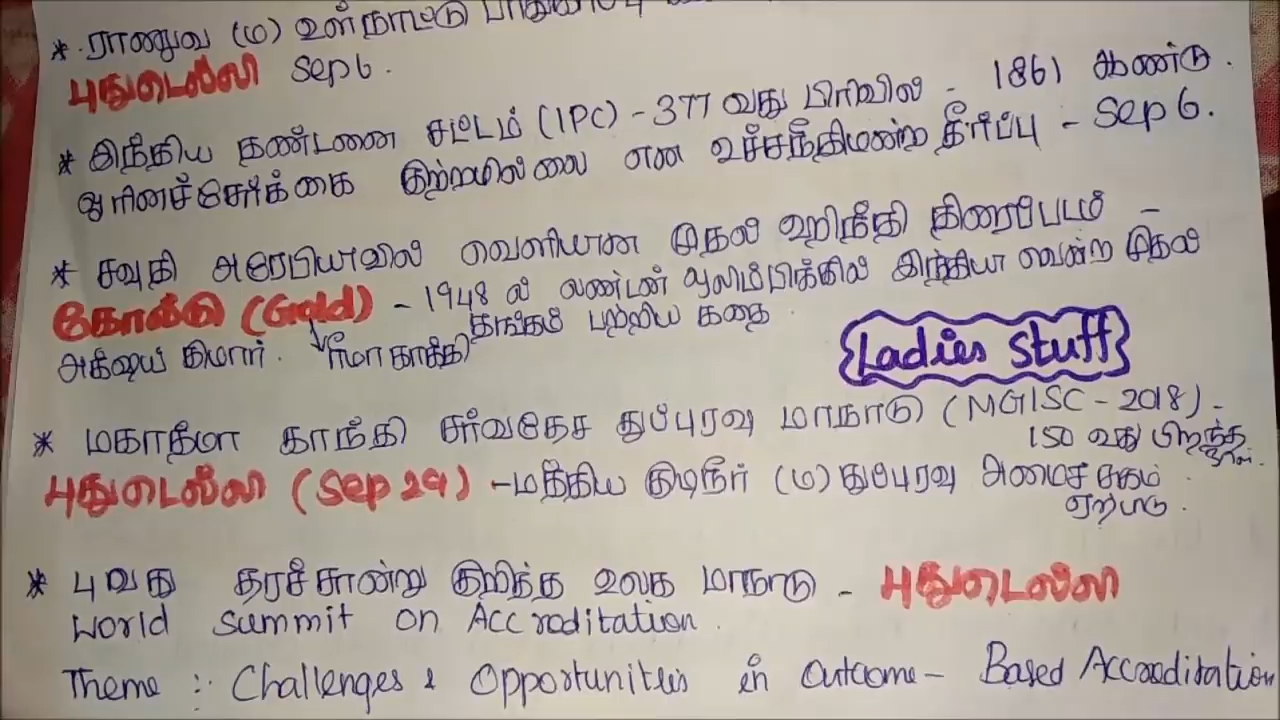 * ராணுவ (ம) உள்நாட்டு பாதுகாப்பு
புதுடெல்லி Sep 6.
* இந்திய தண்டனை சட்டம் (IPC) - 377 வது பிரிவில் - 1861 ஆண்டு.
ஓரினச்சேர்க்கை குற்றமில்லை என உச்சநீதிமன்ற தீர்ப்பு - Sep 6.
* சவுதி அரேபியாவில் வெளியான முதல் ஹிந்தி திரைப்படம் -
கோல்டு (Gold) - 1948 ல் லண்டன் ஒலிம்பிக்கில் இந்தியா வென்ற முதல்
தங்கம் பற்றிய கதை
அக்ஷய் குமார். ரீமா காக்தி
Ladies Stuff
* மகாத்மா காந்தி சர்வதேச துப்புரவு மாநாடு (MGISC - 2018) -
150 வது பிறந்த நாள்.
புதுடெல்லி (Sep 29) - மத்திய குடிநீர் (ம) துப்புரவு அமைச்சகம்
ஏற்பாடு.
* 4 வது தரச்சான்று குறித்த உலக மாநாடு - புதுடெல்லி
World Summit on Accreditation
Theme : Challenges & Opportunities in Outcome - Based Accreditation